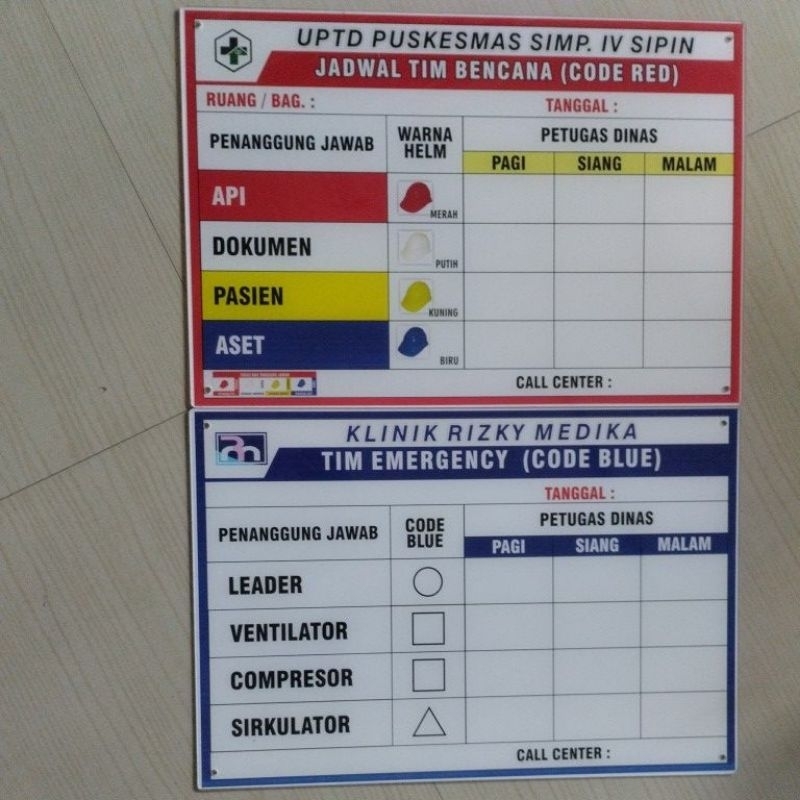 UPTD PUSKESMAS SIMP. IV SIPIN
JADWAL TIM BENCANA (CODE RED)
RUANG / BAG. : TANGGAL :
PENANGGUNG JAWAB WARNA HELM PETUGAS DINAS
PAGI SIANG MALAM
API MERAH
DOKUMEN PUTIH
PASIEN KUNING
ASET BIRU
CALL CENTER :
KLINIK RIZKY MEDIKA
TIM EMERGENCY (CODE BLUE)
TANGGAL :
PENANGGUNG JAWAB CODE BLUE PETUGAS DINAS
PAGI SIANG MALAM
LEADER
VENTILATOR
COMPRESOR
SIRKULATOR
CALL CENTER :